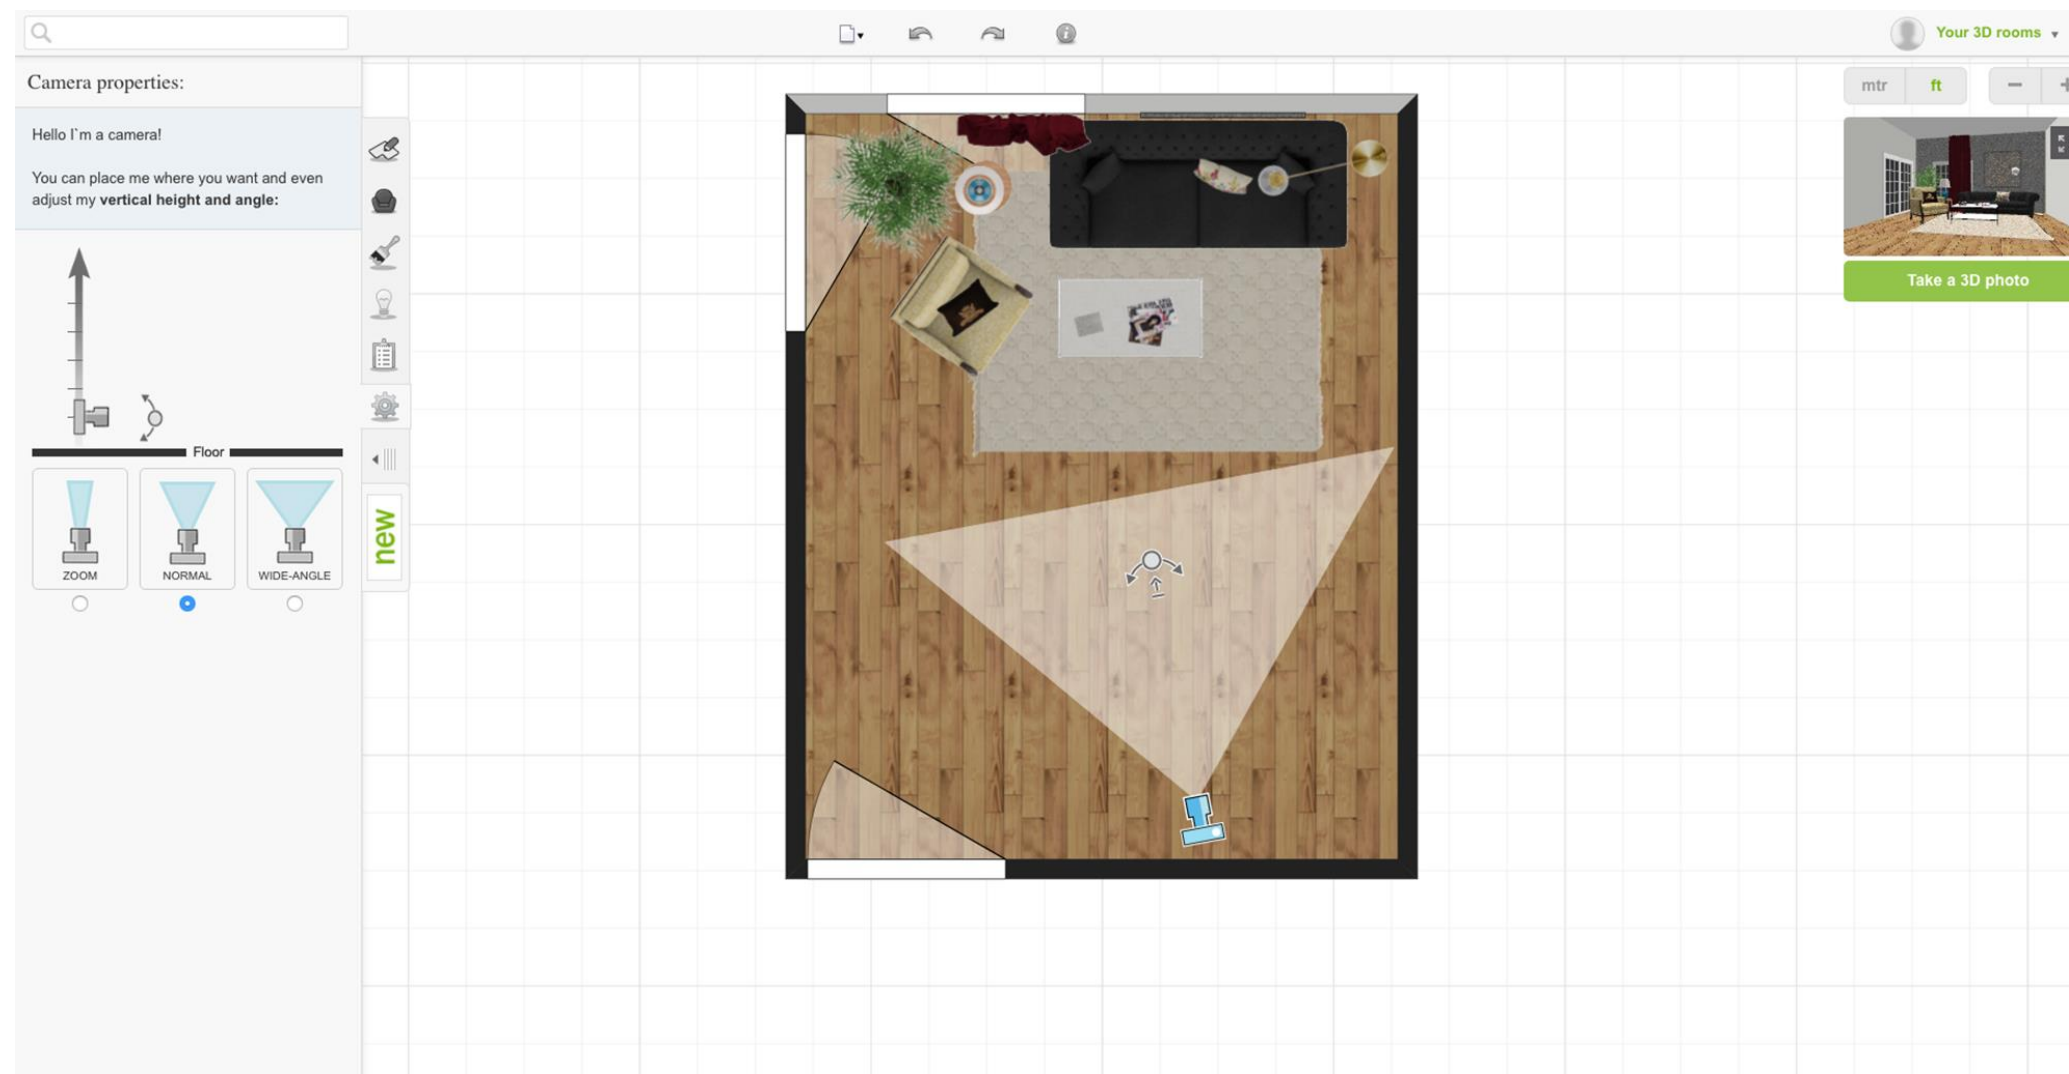 Your 3D rooms
Camera properties:
mtr
ft
Hello I`m a camera!
You can place me where you want and even
adjust my vertical height and angle:
Take a 3D photo
Floor
new
ZOOM
NORMAL
WIDE-ANGLE